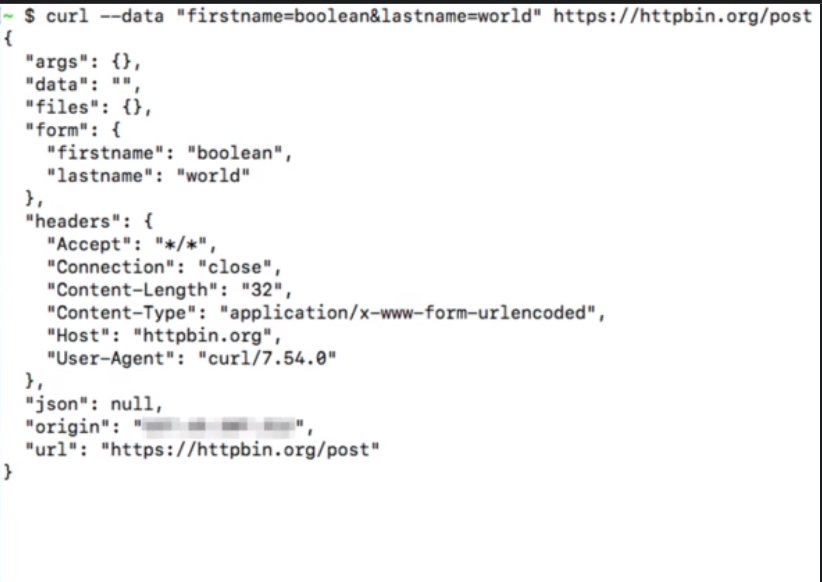 ~ $ curl --data "firstname=boolean&lastname=world" https://httpbin.org/post
{
  "args": {},
  "data": "",
  "files": {},
  "form": {
    "firstname": "boolean",
    "lastname": "world"
  },
  "headers": {
    "Accept": "*/*",
    "Connection": "close",
    "Content-Length": "32",
    "Content-Type": "application/x-www-form-urlencoded",
    "Host": "httpbin.org",
    "User-Agent": "curl/7.54.0"
  },
  "json": null,
  "origin": "",
  "url": "https://httpbin.org/post"
}